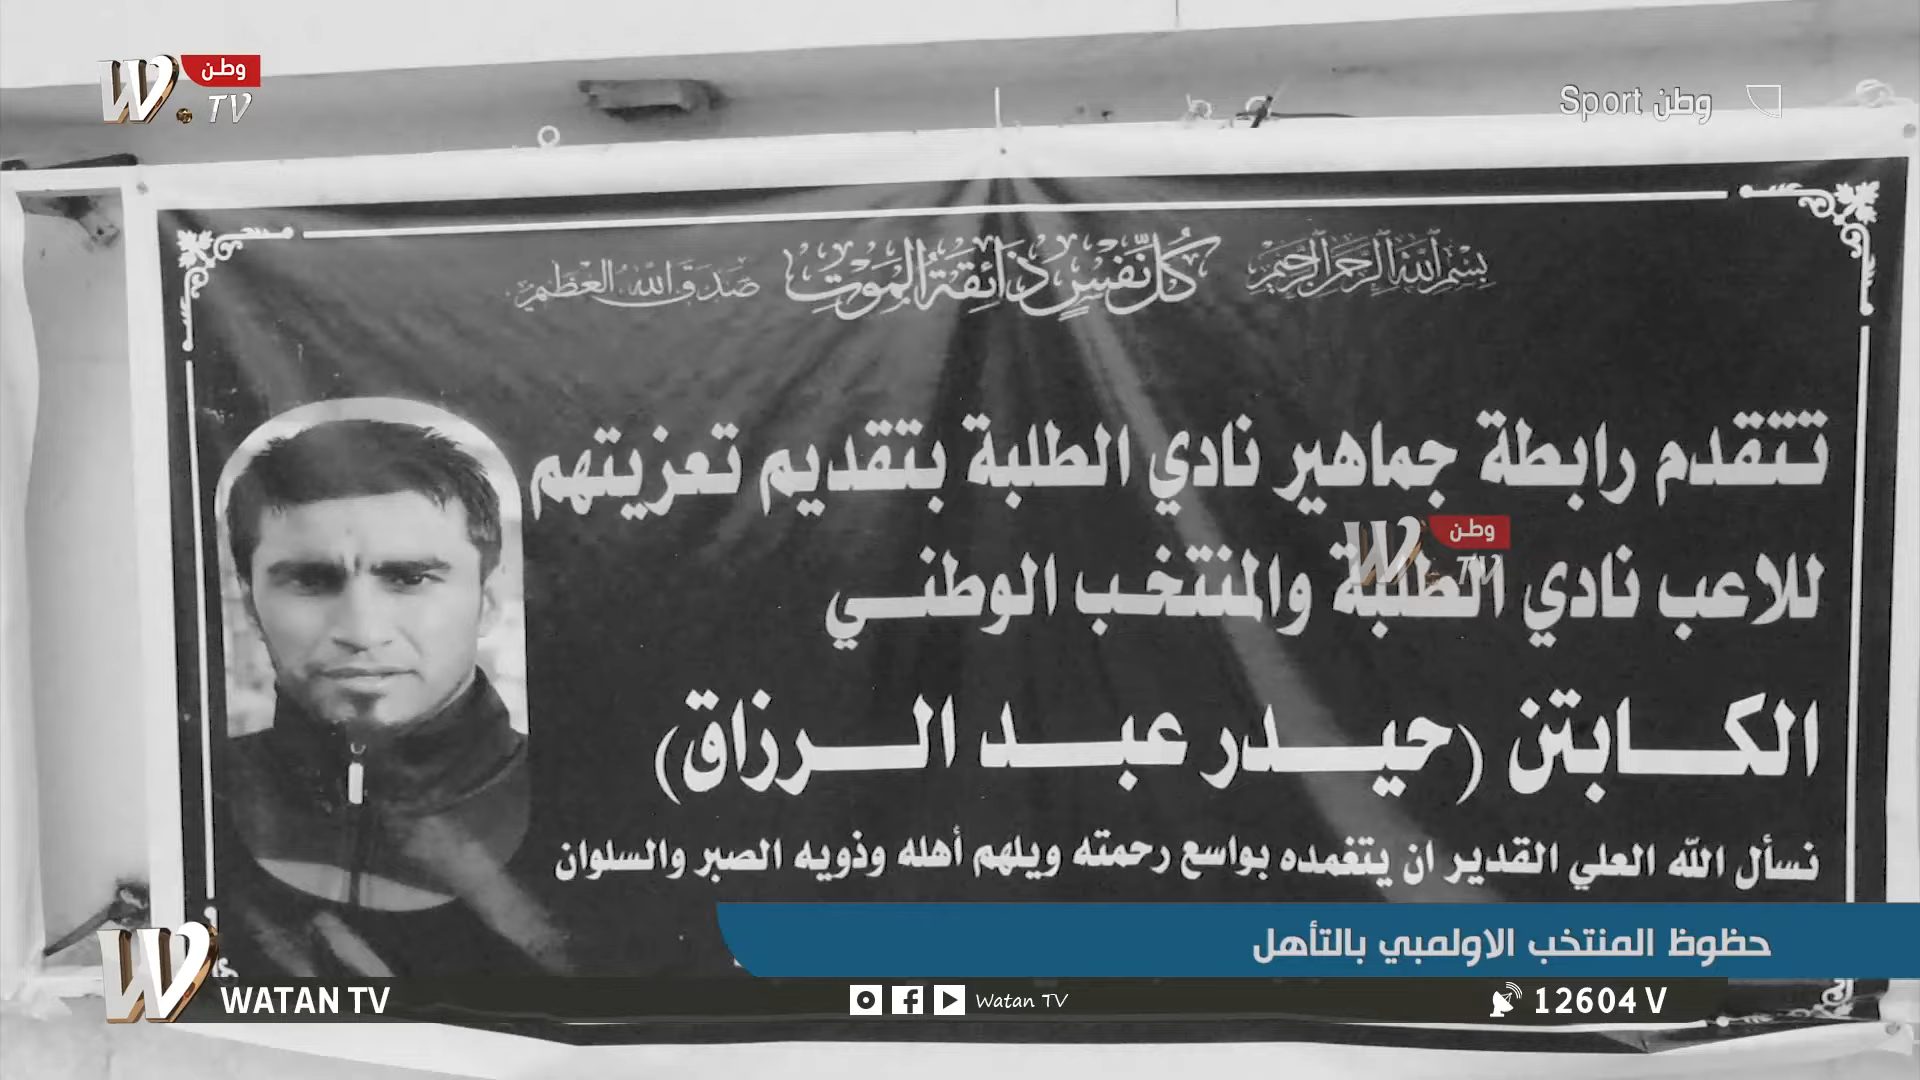 وطن
W.
TV
Sport وطن
بسم الله الرحمن الرحيم
كل نفس ذائقة الموت
صدق الله العظيم
تتقدم رابطة جماهير نادي الطلبة بتقديم تعزيتهم
وطن
W.
TV
للاعب نادي الطلبة والمنتخب الوطني
الكابتن (حيدر عبد الرزاق)
نسأل الله العلي القدير ان يتغمده بواسع رحمته ويلهم أهله وذويه الصبر والسلوان
حظوظ المنتخب الاولمبي بالتأهل
W WATAN TV
Watan TV
12604 V